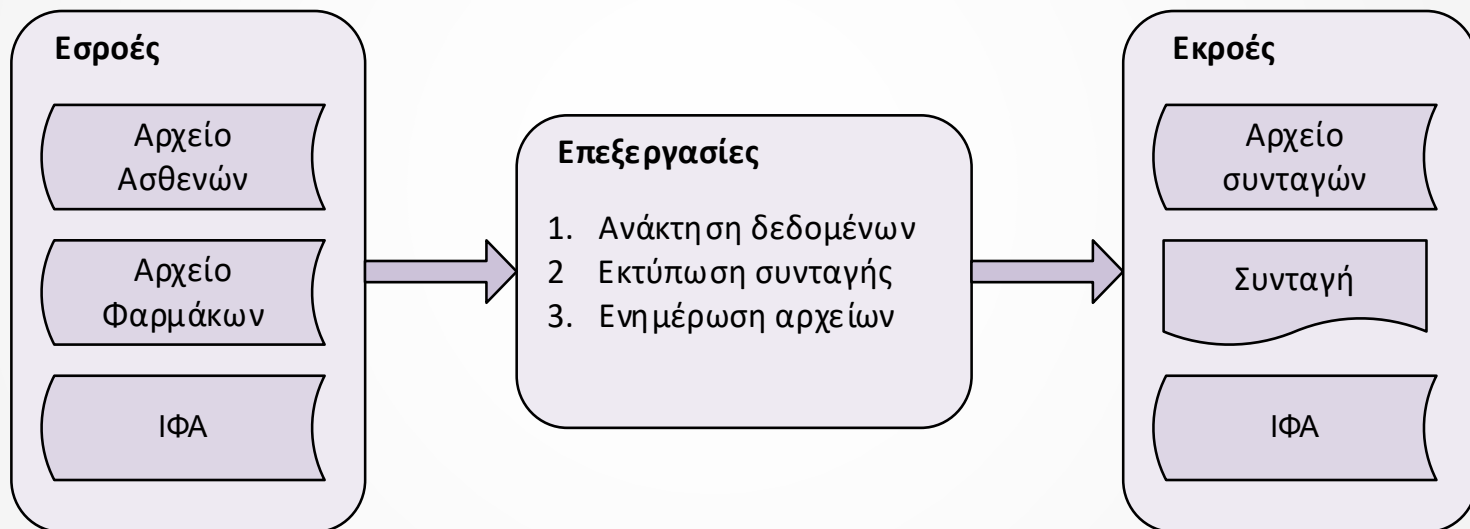 Εσροές
Αρχείο
Ασθενών
Αρχείο
Φαρμάκων
ΙΦΑ
Επεξεργασίες
1. Ανάκτηση δεδομένων
2 Εκτύπωση συνταγής
3. Ενημέρωση αρχείων
Εκροές
Αρχείο
συνταγών
Συνταγή
ΙΦΑ